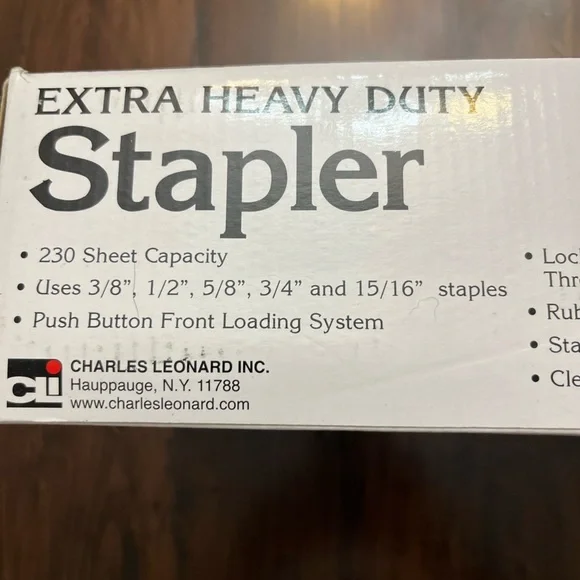 EXTRA HEAVY DUTY
Stapler
• 230 Sheet Capacity
• Uses 3/8”, 1/2”, 5/8”, 3/4” and 15/16” staples
• Push Button Front Loading System
•
•
•
•
cli
CHARLES LEONARD INC.
Hauppauge, N.Y. 11788
www.charlesleonard.com